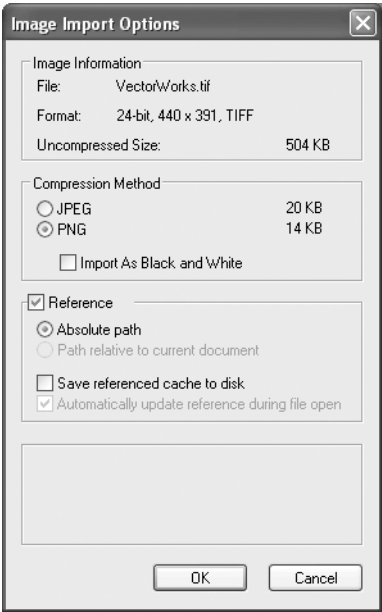 Image Import Options
Image Information
File: VectorWorks.tif
Format: 24-bit, 440 x 391, TIFF
Uncompressed Size: 504 KB
Compression Method
JPEG 20 KB
PNG 14 KB
Import As Black and White
Reference
Absolute path
Path relative to current document
Save referenced cache to disk
Automatically update reference during file open
OK Cancel